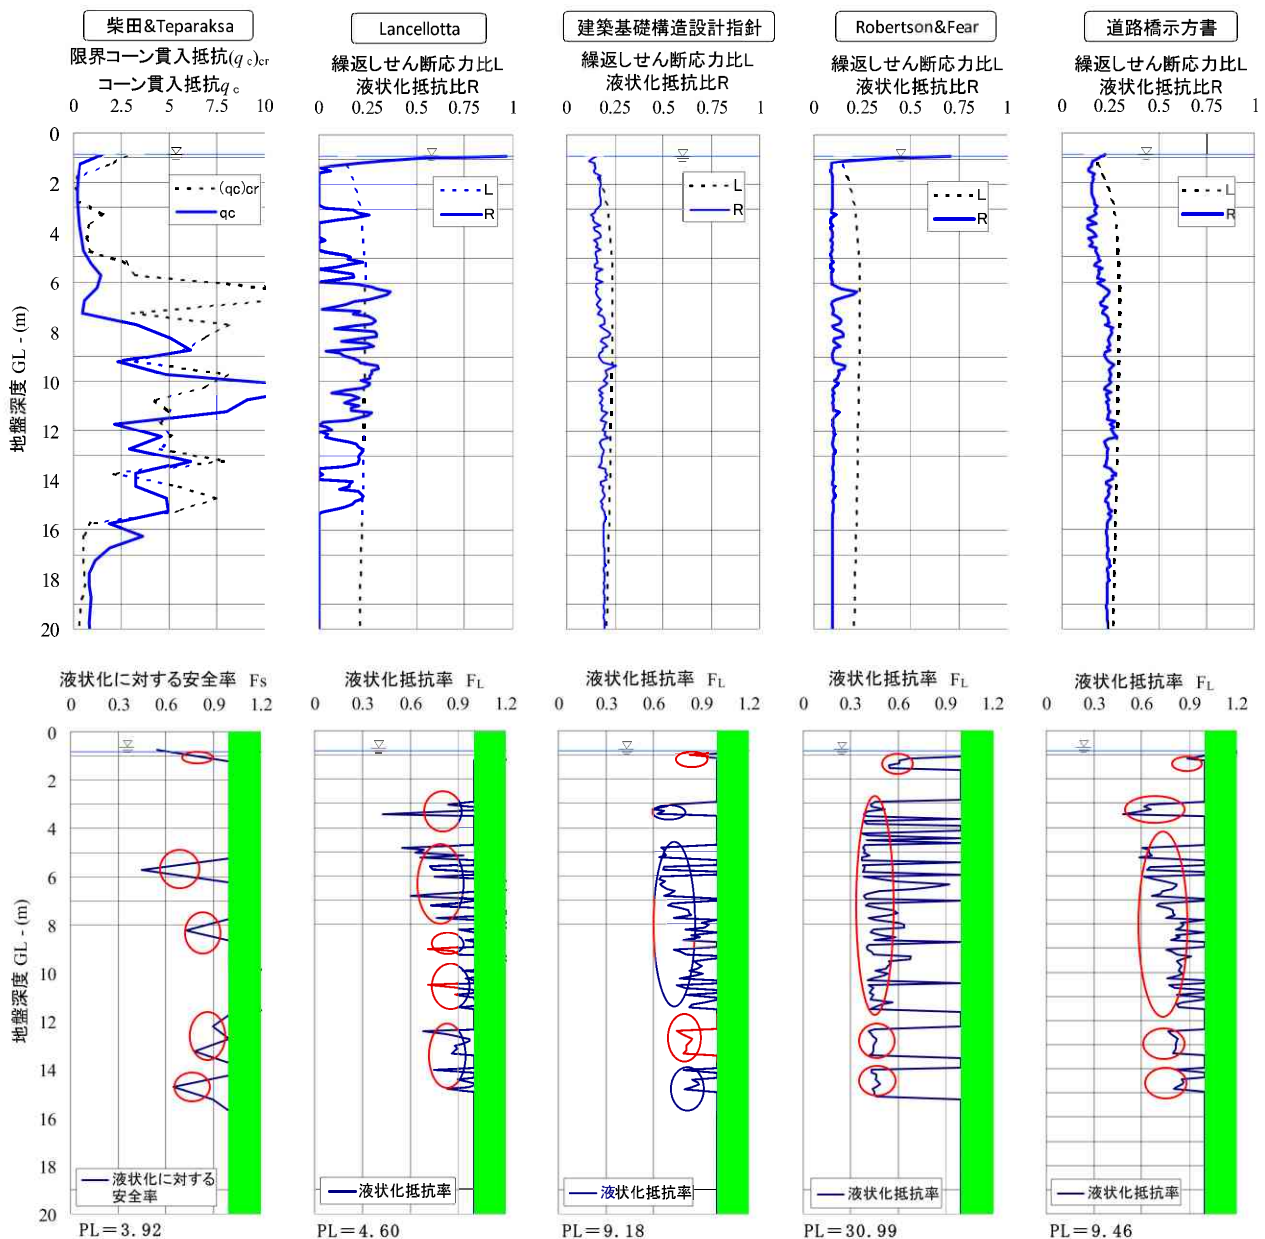 柴田&Teparaksa
限界コーン貫入抵抗(qc)cr
コーン貫入抵抗qc
0 2.5 5 7.5 10
Lancellotta
繰返しせん断応力比L
液状化抵抗比R
0 0.25 0.5 0.75 1
建築基礎構造設計指針
繰返しせん断応力比L
液状化抵抗比R
0 0.25 0.5 0.75 1
Robertson&Fear
繰返しせん断応力比L
液状化抵抗比R
0 0.25 0.5 0.75 1
道路橋示方書
繰返しせん断応力比L
液状化抵抗比R
0 0.25 0.5 0.75 1
地盤深度 GL - (m)
0
2
4
6
8
10
12
14
16
18
20
(qc)cr
qc
L
R
L
R
L
R
L
R
液状化に対する安全率 Fs
0 0.3 0.6 0.9 1.2
液状化抵抗率 FL
0 0.3 0.6 0.9 1.2
液状化抵抗率 FL
0 0.3 0.6 0.9 1.2
液状化抵抗率 FL
0 0.3 0.6 0.9 1.2
液状化抵抗率 FL
0 0.3 0.6 0.9 1.2
地盤深度 GL - (m)
0
2
4
6
8
10
12
14
16
18
20
液状化に対する
安全率
液状化抵抗率
液状化抵抗率
液状化抵抗率
液状化抵抗率
PL=3.92
PL=4.60
PL=9.18
PL=30.99
PL=9.46